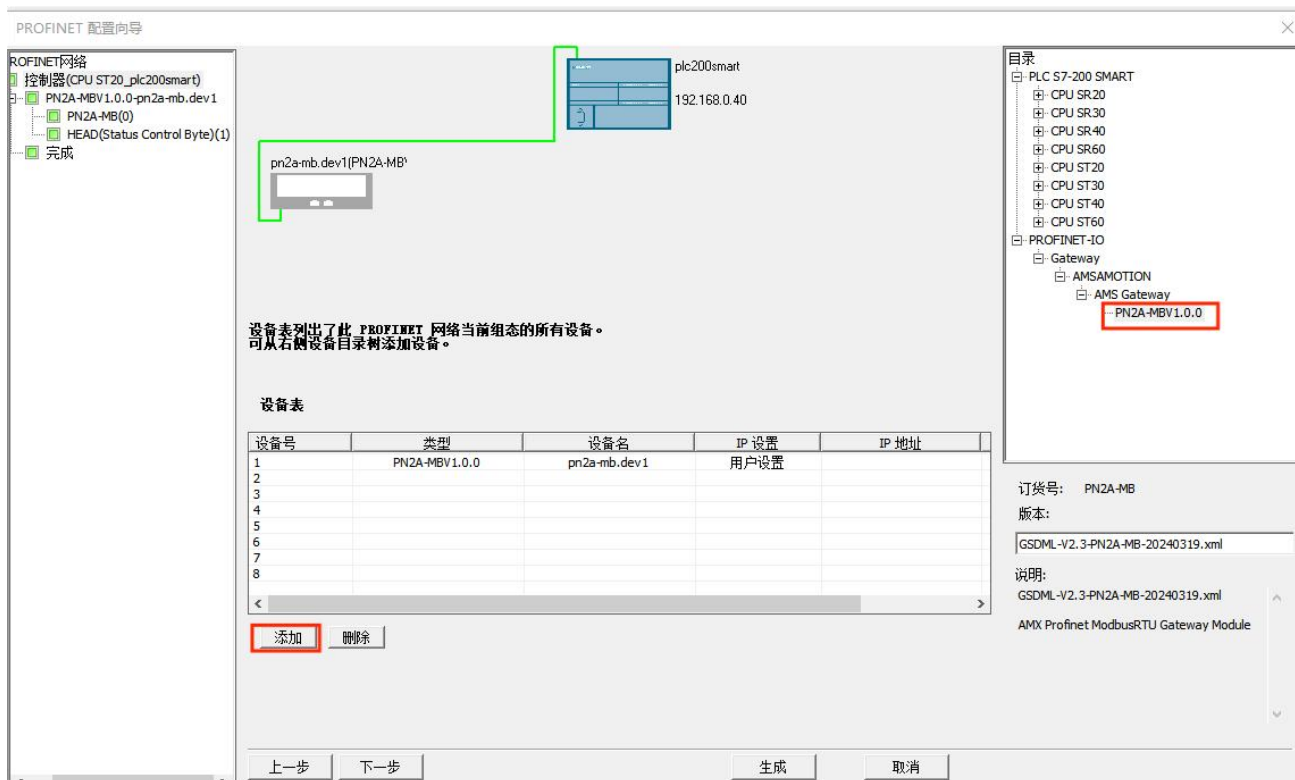 PROFINET 配置向导
ROFINET网络
控制器(CPU ST20_plc200smart)
PN2A-MBV1.0.0-pn2a-mb.dev1
PN2A-MB(0)
HEAD(Status Control Byte)(1)
完成
plc200smart
192.168.0.40
pn2a-mb.dev1(PN2A-MB
设备表列出了此 PROFINET 网络当前组态的所有设备。
可从右侧设备目录树添加设备。
设备表
设备号 类型 设备名 IP 设置 IP 地址
1 PN2A-MBV1.0.0 pn2a-mb.dev1 用户设置
2
3
4
5
6
7
8
添加 删除
上一步 下一步 生成 取消
目录
PLC S7-200 SMART
CPU SR20
CPU SR30
CPU SR40
CPU SR60
CPU ST20
CPU ST30
CPU ST40
CPU ST60
PROFINET-IO
Gateway
AMSAMOTION
AMS Gateway
PN2A-MBV1.0.0
订货号: PN2A-MB
版本:
GSDML-V2.3-PN2A-MB-20240319.xml
说明:
GSDML-V2.3-PN2A-MB-20240319.xml
AMX Profinet ModbusRTU Gateway Module